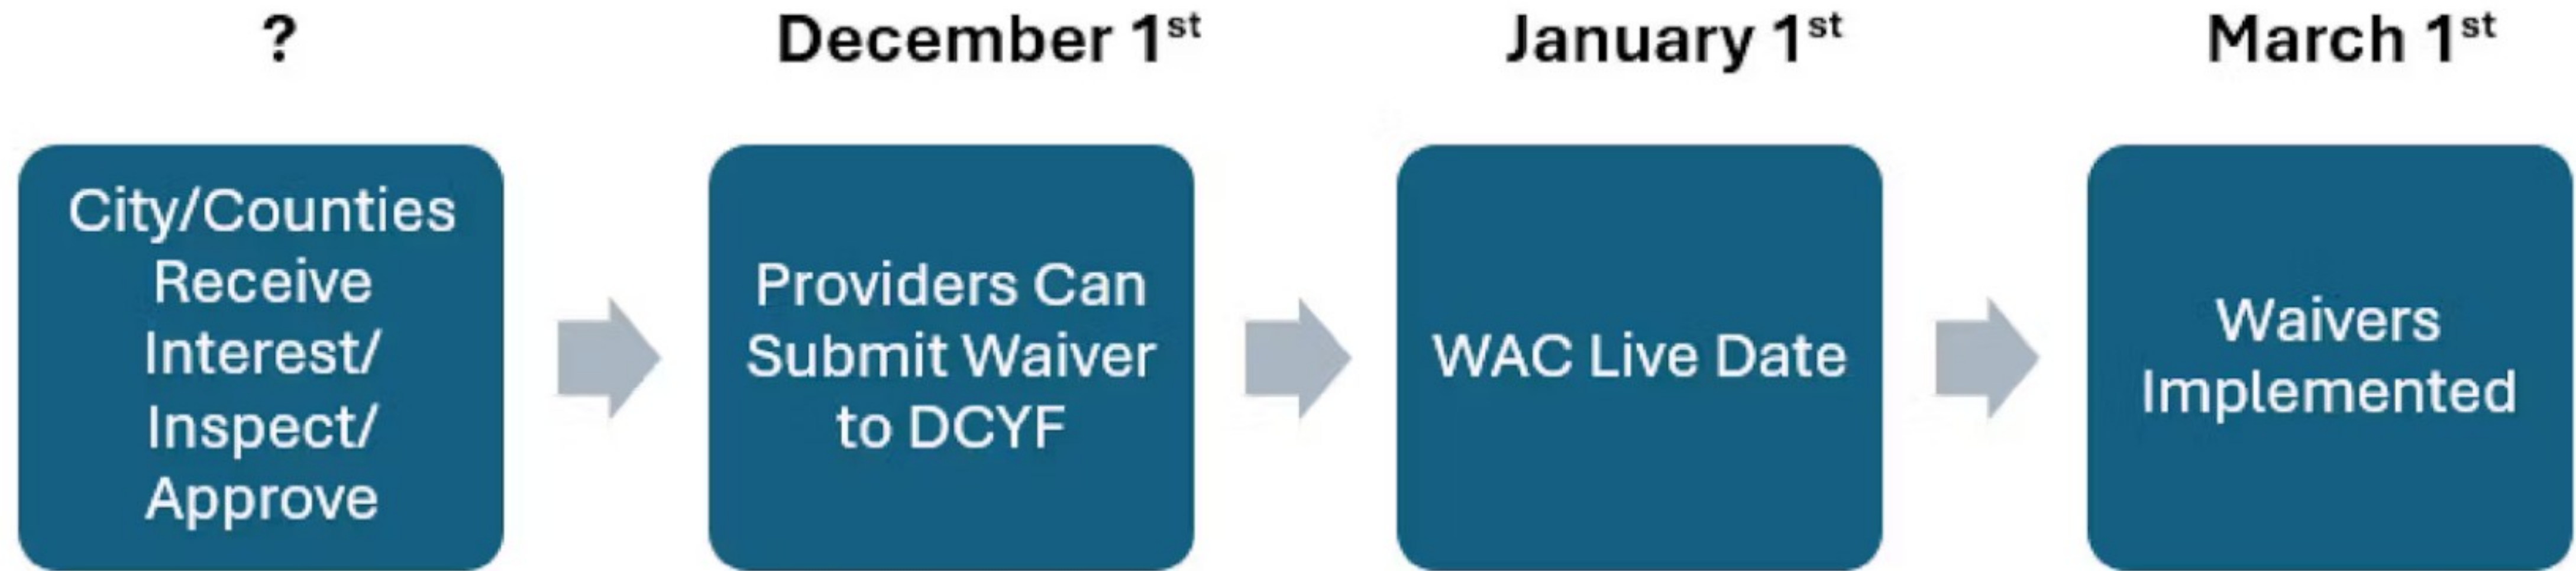 ?
December 1st
January 1st
March 1st
City/Counties
Receive
Interest/
Inspect/
Approve
Providers Can
Submit Waiver
to DCYF
WAC Live Date
Waivers
Implemented